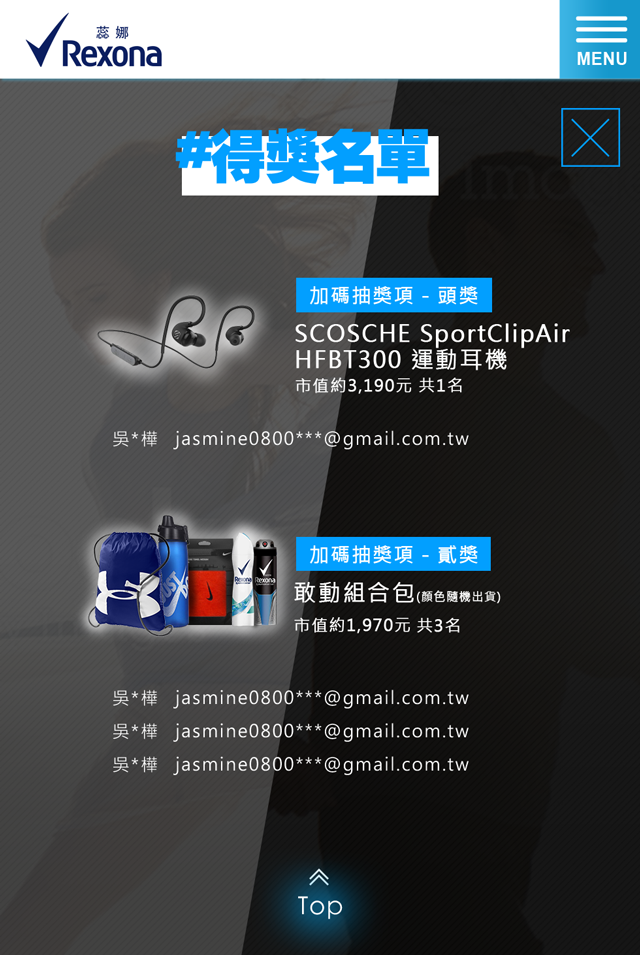 蕊娜
Rexona
MENU
#得獎名單
加碼抽獎項 - 頭獎
SCOSCHE SportClipAir
HFBT300 運動耳機
市值約3,190元 共1名
吳*樺 jasmine0800***@gmail.com.tw
加碼抽獎項 - 貳獎
敢動組合包(顏色隨機出貨)
市值約1,970元 共3名
吳*樺 jasmine0800***@gmail.com.tw
吳*樺 jasmine0800***@gmail.com.tw
吳*樺 jasmine0800***@gmail.com.tw
JUST
Rexona
Rexona
Top